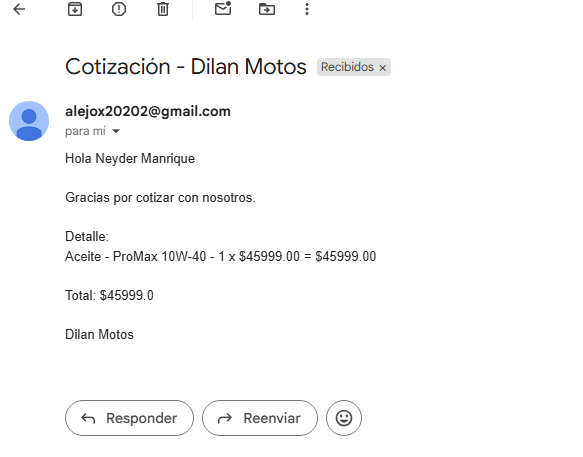 Cotización - Dilan Motos Recibidos ×
alejox20202@gmail.com
para mí
Hola Neyder Manrique
Gracias por cotizar con nosotros.
Detalle:
Aceite - ProMax 10W-40 - 1 x $45999.00 = $45999.00
Total: $45999.0
Dilan Motos
Responder Reenviar